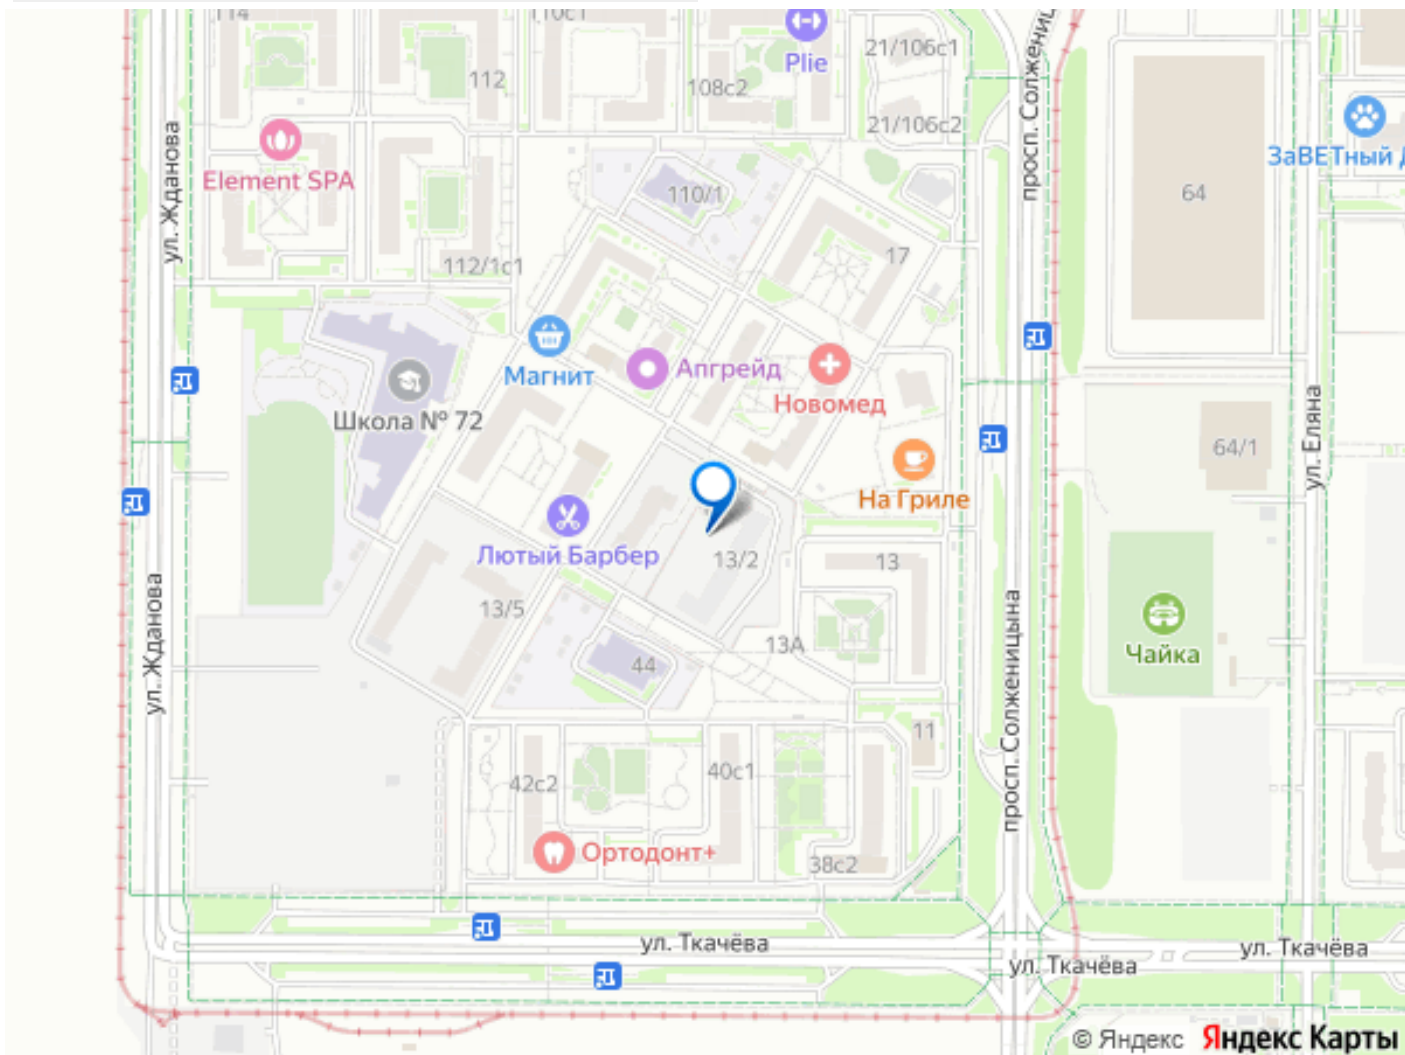 114
110с1
Plie
21/106с1
просп. Солжениц
112
108с2
21/106с2
ул. Жданова
Element SPA
ЗаВЕТный Д
110/1
64
17
112/1с1
Магнит
Апгрейд
Новомед
Школа № 72
64/1
ул. Еляна
На Гриле
Лютый Барбер
13/2
13
13/5
ул. Жданова
13А
44
Чайка
просп. Солженицына
11
42с2
40с1
Ортодонт+
38с2
ул. Ткачёва
ул. Ткачёва
ул. Ткачёва
© Яндекс Яндекс Карты